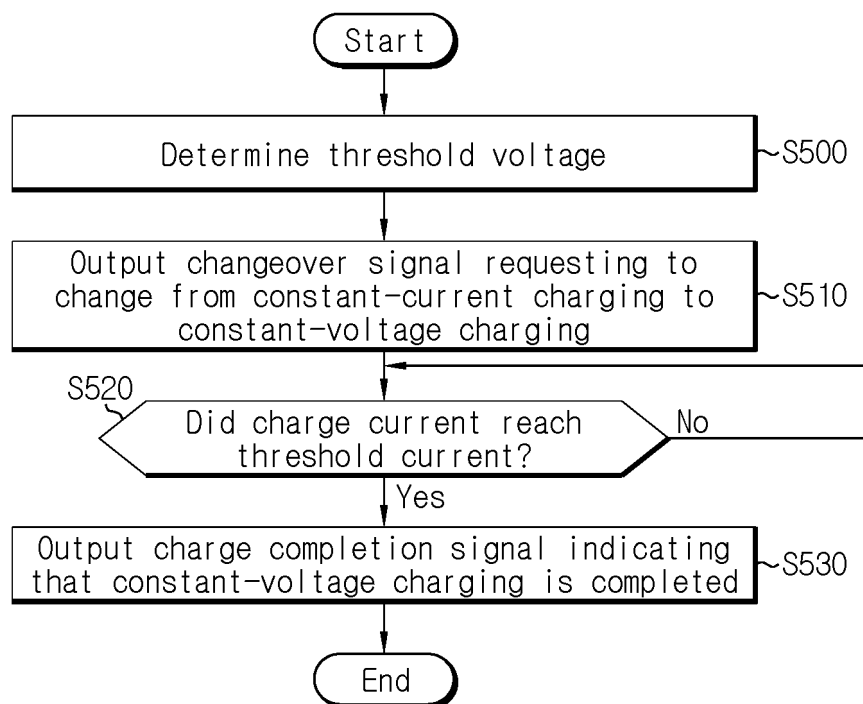 Start
Determine threshold voltage
S500
Output changeover signal requesting to
change from constant-current charging to
constant-voltage charging
S510
S520
Did charge current reach
threshold current?
No
Yes
Output charge completion signal indicating
that constant-voltage charging is completed
S530
End